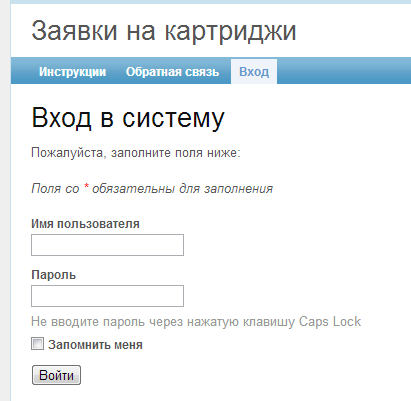 Заявки на картриджи
Инструкции Обратная связь Вход
Вход в систему
Пожалуйста, заполните поля ниже:
Поля со * обязательны для заполнения
Имя пользователя
Пароль
Не вводите пароль через нажатую клавишу Caps Lock
Запомнить меня
Войти